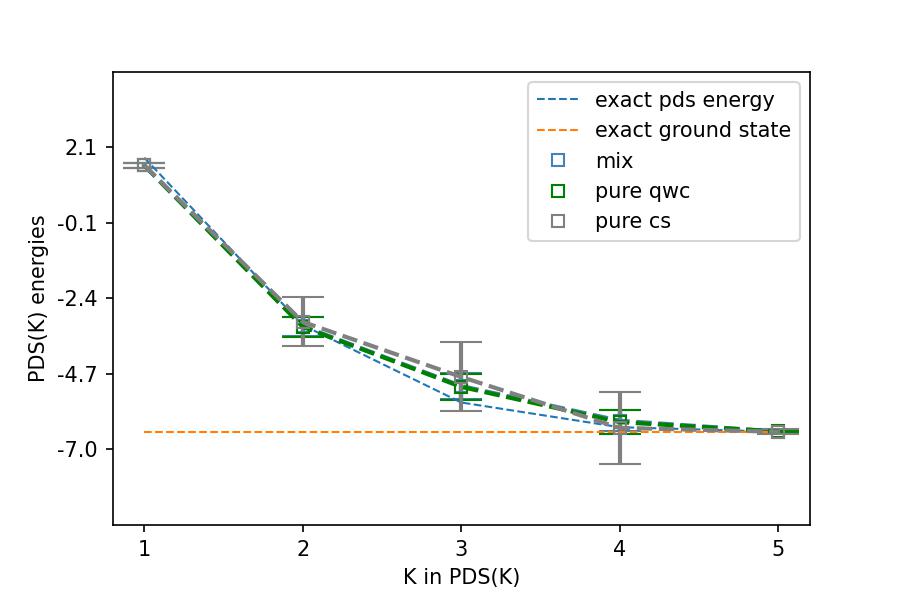 exact pds energy
exact ground state
mix
pure qwc
pure cs
2.1
-0.1
-2.4
-4.7
-7.0
PDS(K) energies
1 2 3 4 5
K in PDS(K)